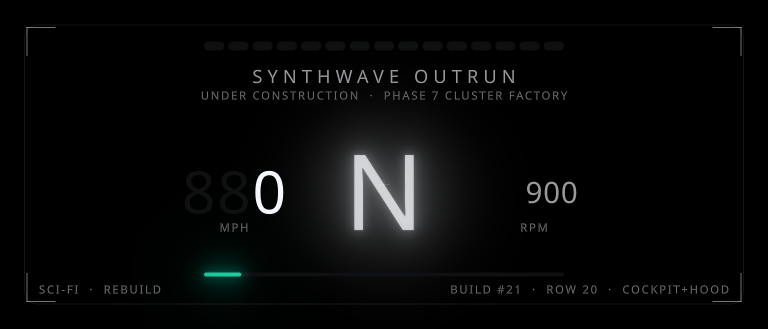 SYNTHWAVE OUTRUN
UNDER CONSTRUCTION · PHASE 7 CLUSTER FACTORY
880 N 900
MPH RPM
SCI-FI · REBUILD BUILD #21 · ROW 20 · COCKPIT+HOOD